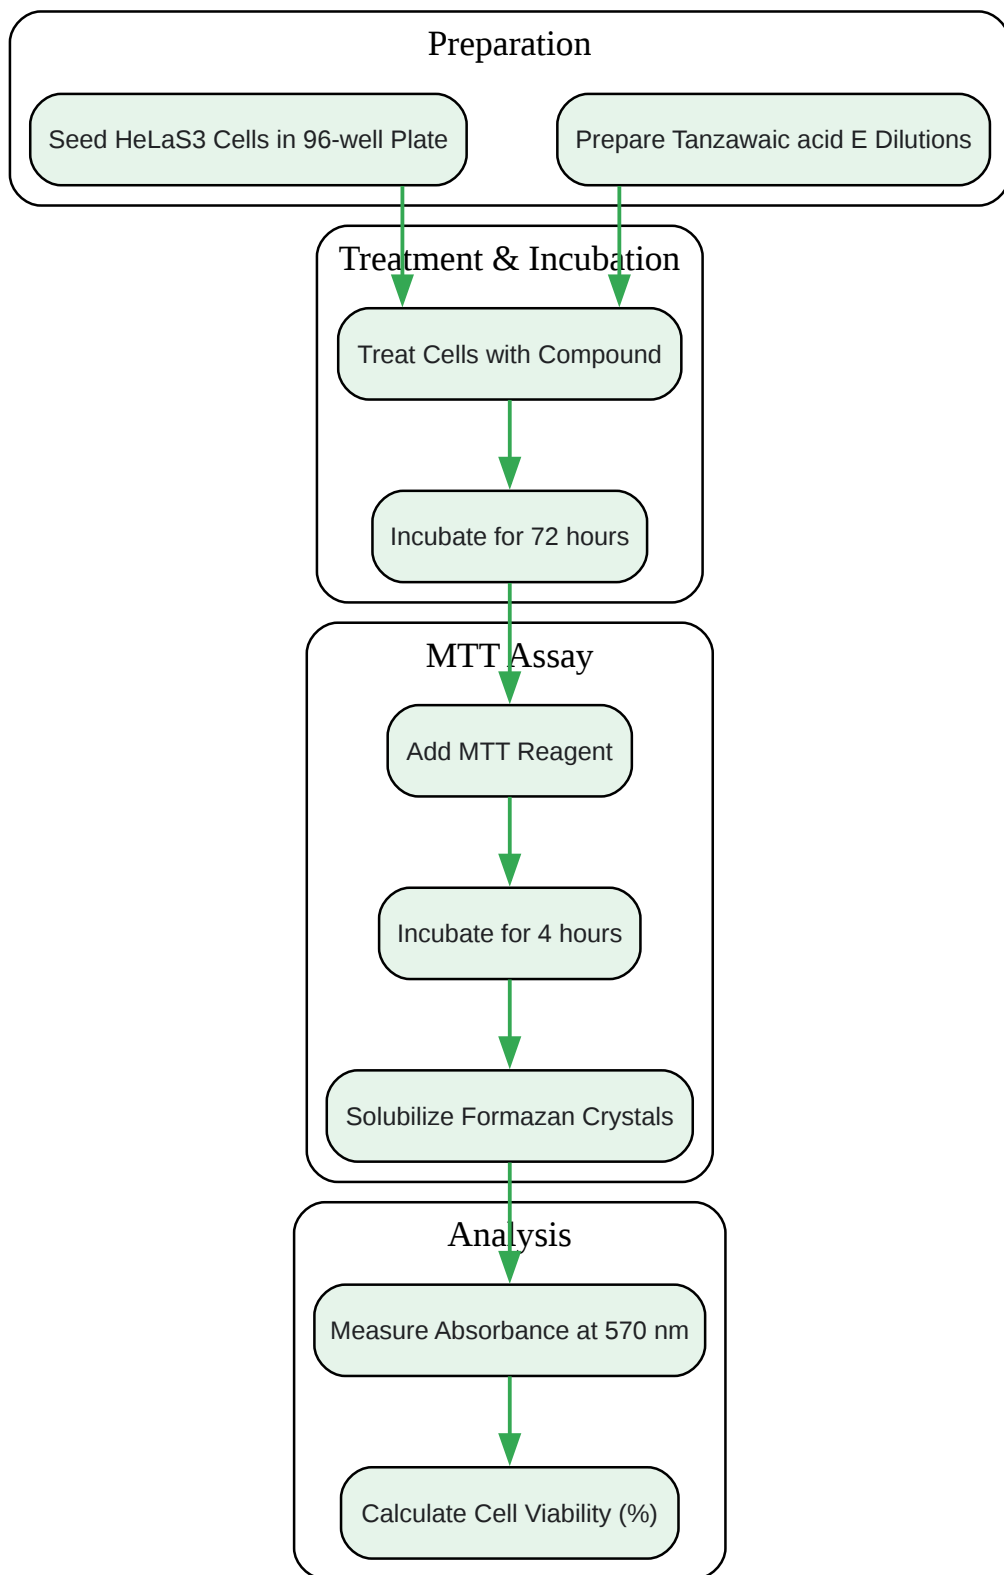 Preparation
Seed HeLaS3 Cells in 96-well Plate
Prepare Tanzawaic acid E Dilutions
Treatment & Incubation
Treat Cells with Compound
Incubate for 72 hours
MTT Assay
Add MTT Reagent
Incubate for 4 hours
Solubilize Formazan Crystals
Analysis
Measure Absorbance at 570 nm
Calculate Cell Viability (%)